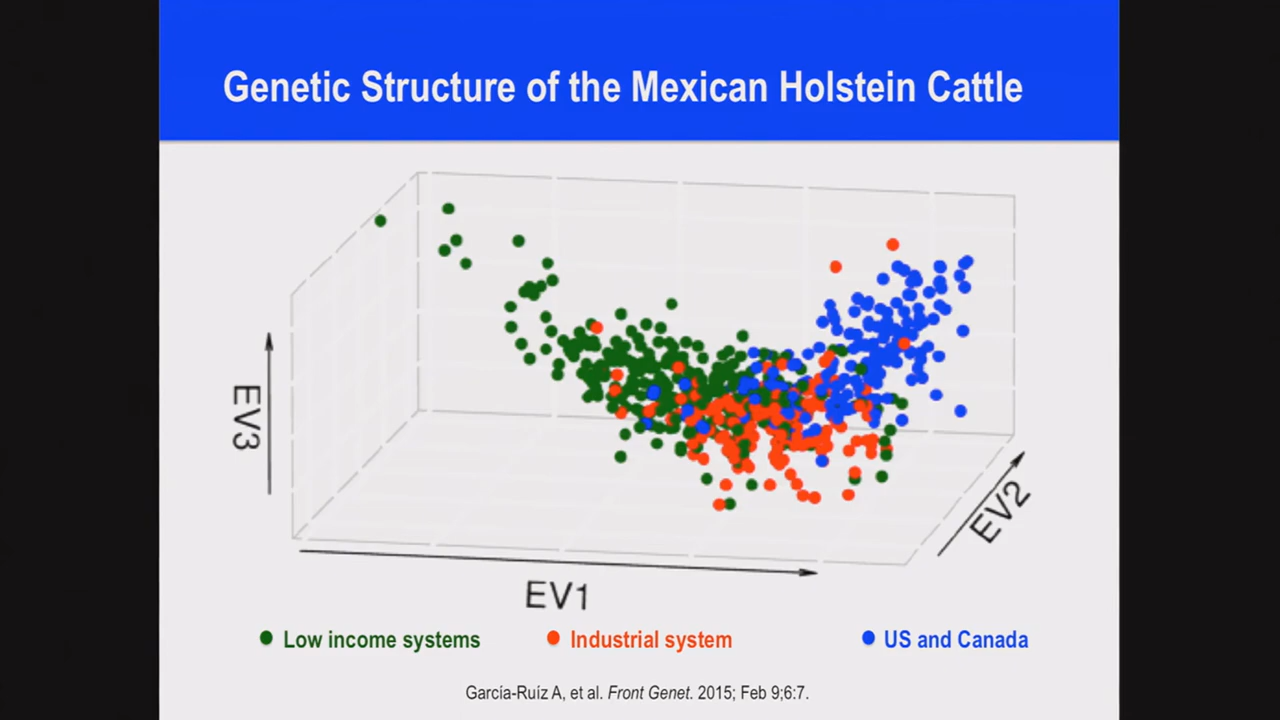 Genetic Structure of the Mexican Holstein Cattle
EV3
EV2
EV1
Low income systems
Industrial system
US and Canada
García-Ruíz A, et al. Front Genet. 2015; Feb 9;6:7.